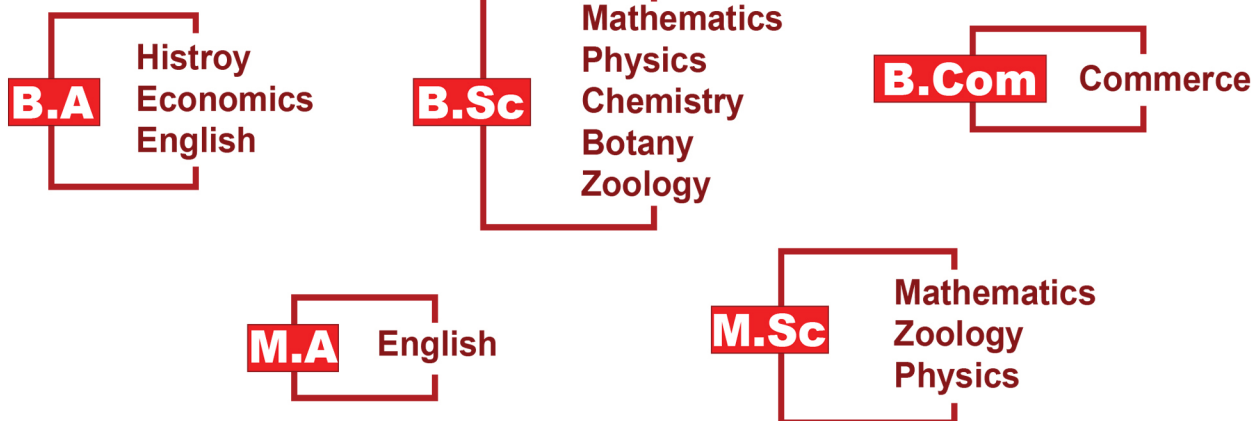 B.A
Histroy
Economics
English
B.Sc
Mathematics
Physics
Chemistry
Botany
Zoology
B.Com
Commerce
M.A
English
M.Sc
Mathematics
Zoology
Physics